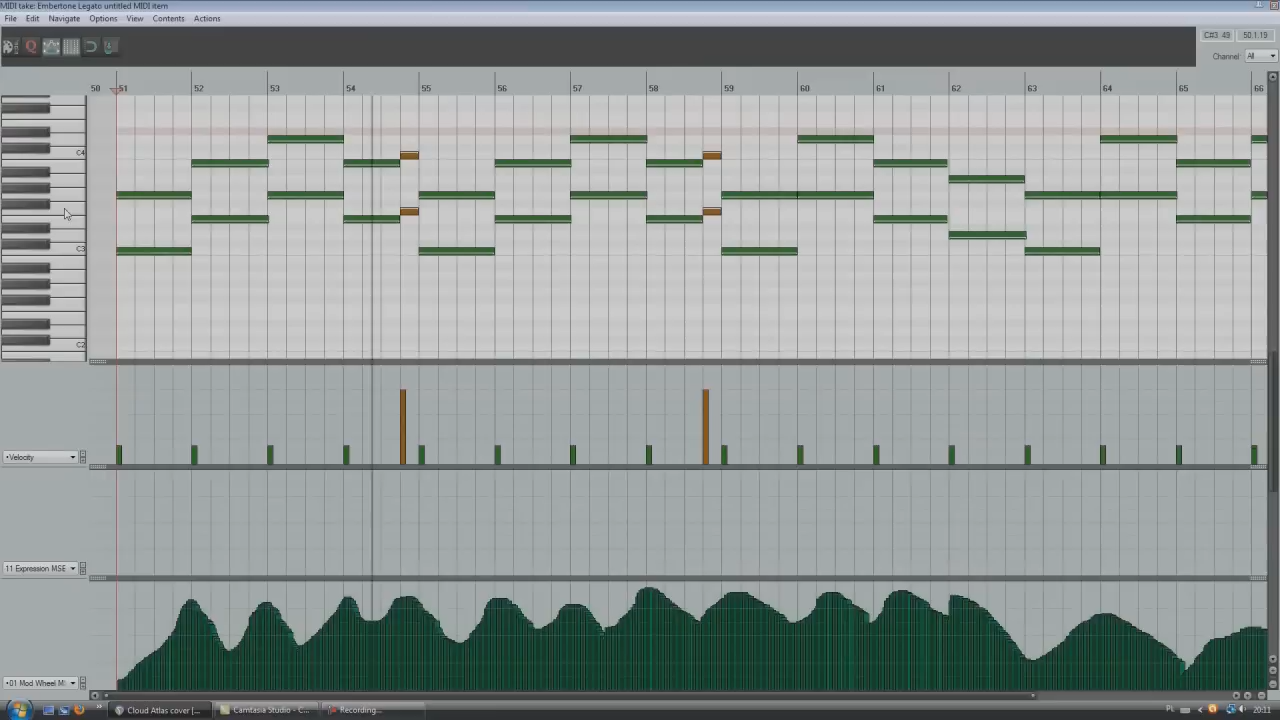 MIDI take: Embertone Legato untitled MIDI item
File Edit Navigate Options View Contents Actions
C#3 49 50.1.19
Channel: All
50 51 52 53 54 55 56 57 58 59 60 61 62 63 64 65 66
C4
C3
C2
•Velocity
11 Expression MSE
•01 Mod Wheel M
Cloud Atlas cover |... Camtasia Studio - C... Recording... PL 20:11